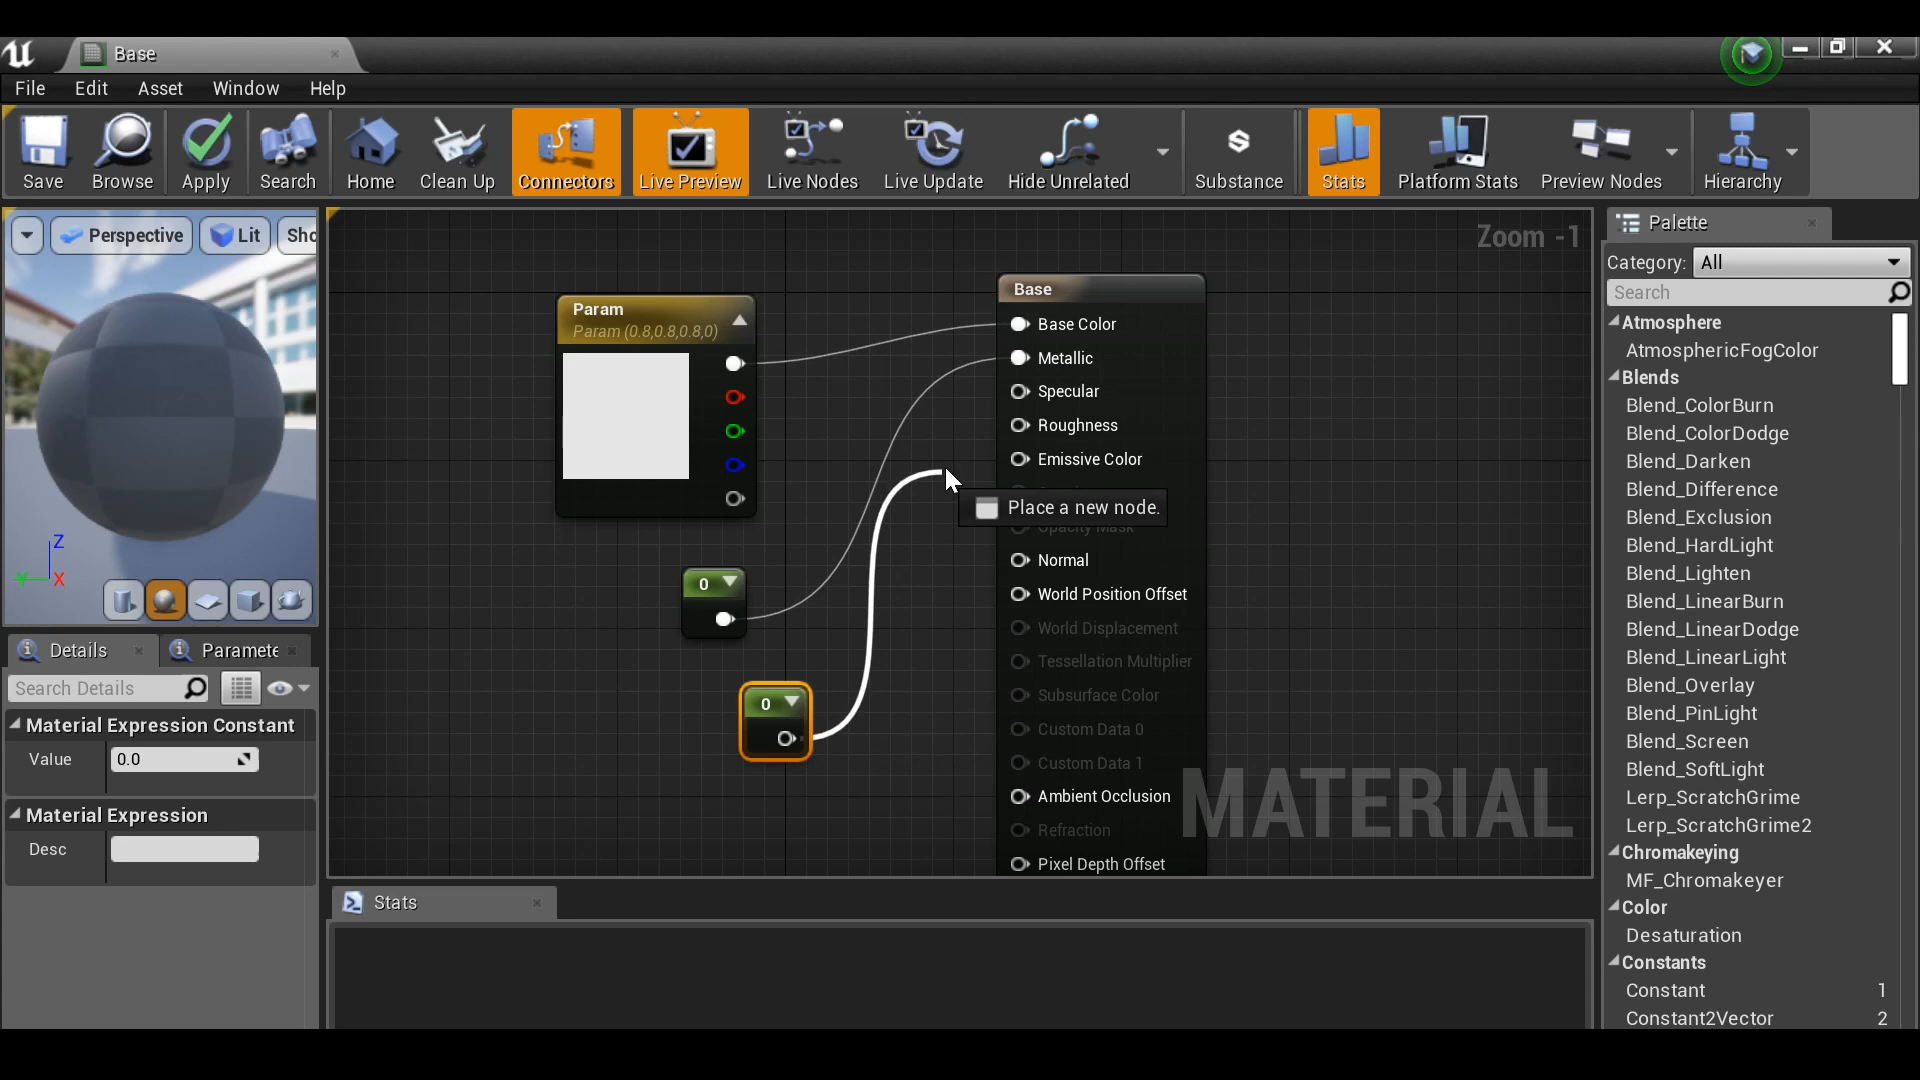 Base
File Edit Asset Window Help
Save Browse Apply Search Home Clean Up Connectors Live Preview Live Nodes Live Update Hide Unrelated Substance Stats Platform Stats Preview Nodes Hierarchy
Perspective Lit Sho
Z
Y X
Details Paramete
Search Details
Material Expression Constant
Value 0.0
Material Expression
Desc
Zoom -1
Param
Param (0.8,0.8,0.8,0)
0
0
Base
Base Color
Metallic
Specular
Roughness
Emissive Color
Place a new node.
Opacity Mask
Normal
World Position Offset
World Displacement
Tessellation Multiplier
Subsurface Color
Custom Data 0
Custom Data 1
Ambient Occlusion
Refraction
Pixel Depth Offset
MATERIAL
Stats
Palette
Category: All
Search
Atmosphere
AtmosphericFogColor
Blends
Blend_ColorBurn
Blend_ColorDodge
Blend_Darken
Blend_Difference
Blend_Exclusion
Blend_HardLight
Blend_Lighten
Blend_LinearBurn
Blend_LinearDodge
Blend_LinearLight
Blend_Overlay
Blend_PinLight
Blend_Screen
Blend_SoftLight
Lerp_ScratchGrime
Lerp_ScratchGrime2
Chromakeying
MF_Chromakeyer
Color
Desaturation
Constants
Constant 1
Constant2Vector 2